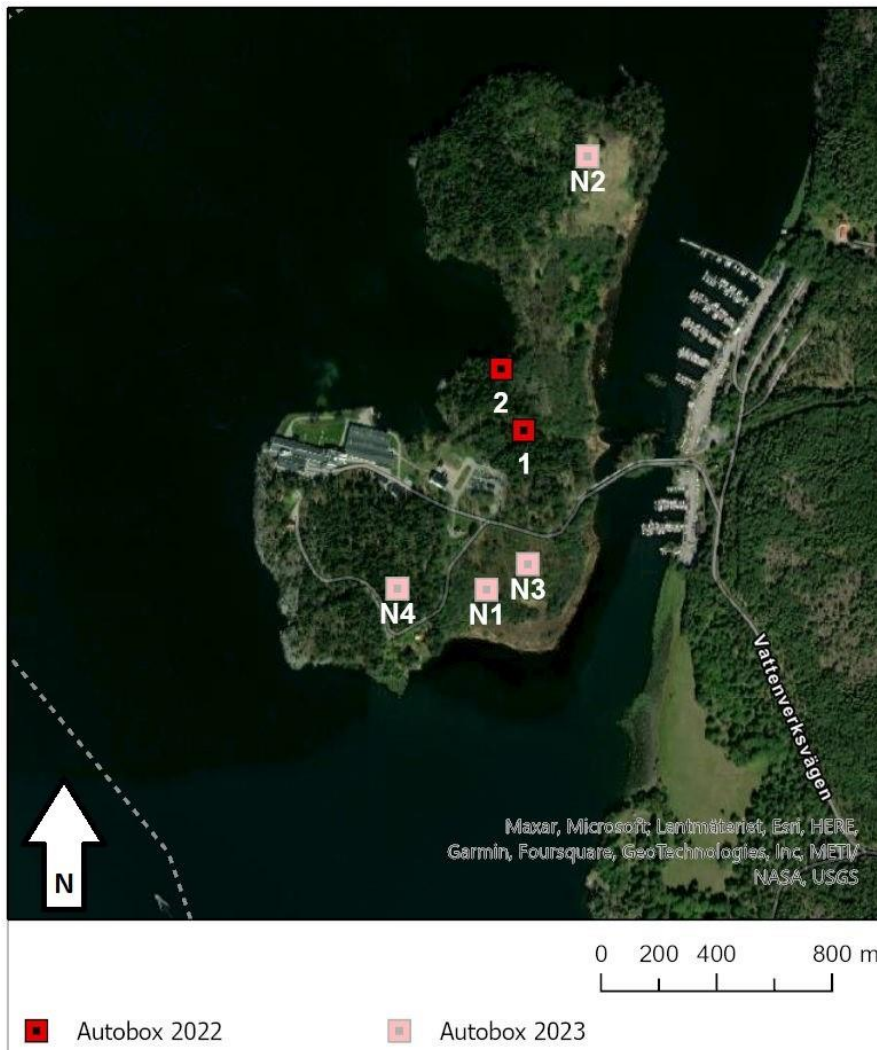 N2
2
1
N3
N4
N1
Vattenverksvägen
Maxar, Microsoft, Lantmäteriet, Esri, HERE,
Garmin, Foursquare, GeoTechnologies, Inc, METI/
NASA, USGS
N
0 200 400 800 m
Autobox 2022
Autobox 2023